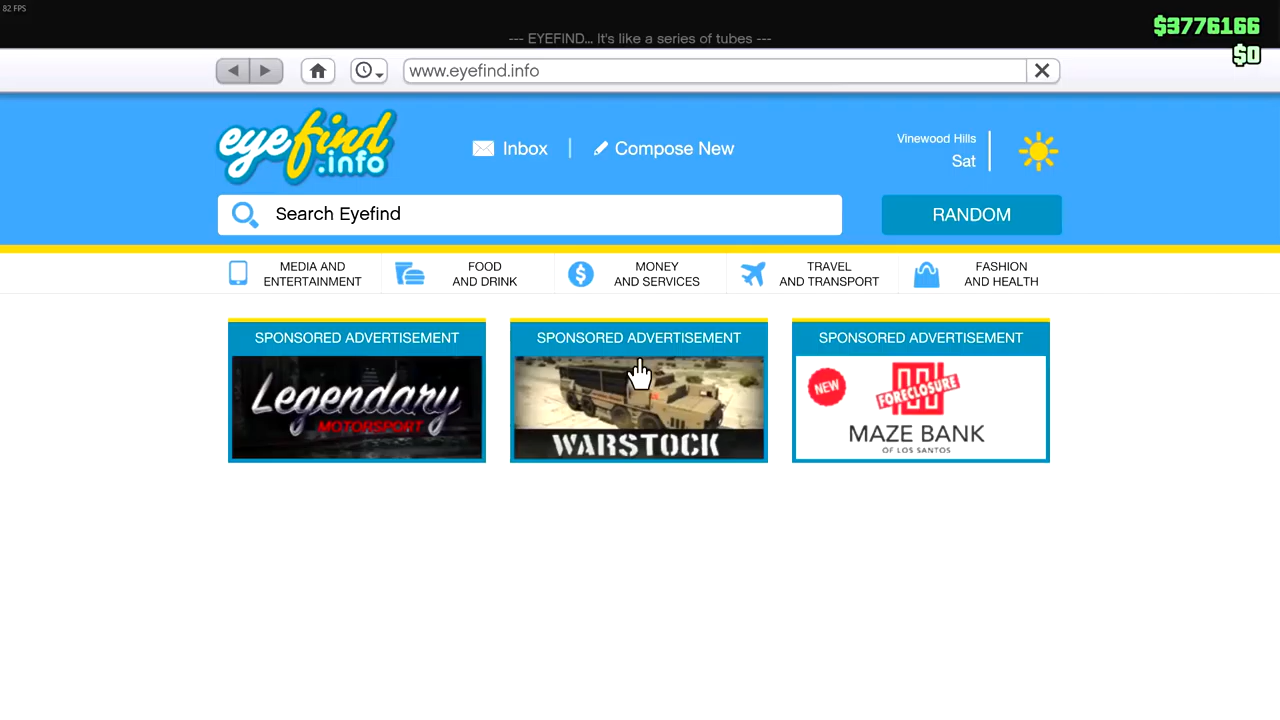 82 FPS
$3776166
$0
--- EYEFIND... It's like a series of tubes ---
www.eyefind.info
eyefind
.info
Inbox
Compose New
Vinewood Hills
Sat
Search Eyefind
RANDOM
MEDIA AND
ENTERTAINMENT
FOOD
AND DRINK
MONEY
AND SERVICES
TRAVEL
AND TRANSPORT
FASHION
AND HEALTH
SPONSORED ADVERTISEMENT
Legendary
MOTORSPORT
SPONSORED ADVERTISEMENT
WARSTOCK
SPONSORED ADVERTISEMENT
NEW
FORECLOSURE
MAZE BANK
OF LOS SANTOS